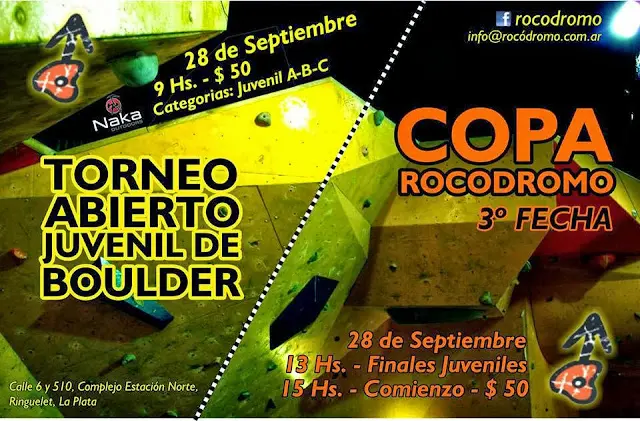 28 de Septiembre
9 Hs. - $ 50
Categorias: Juvenil A-B-C
Naka
OUTDOORS
TORNEO
ABIERTO
JUVENIL DE
BOULDER
Calle 6 y 510, Complejo Estación Norte,
Ringuelet, La Plata
f rocodromo
info@rocódromo.com.ar
COPA
ROCODROMO
3º FECHA
28 de Septiembre
13 Hs. - Finales Juveniles
15 Hs. - Comienzo - $ 50